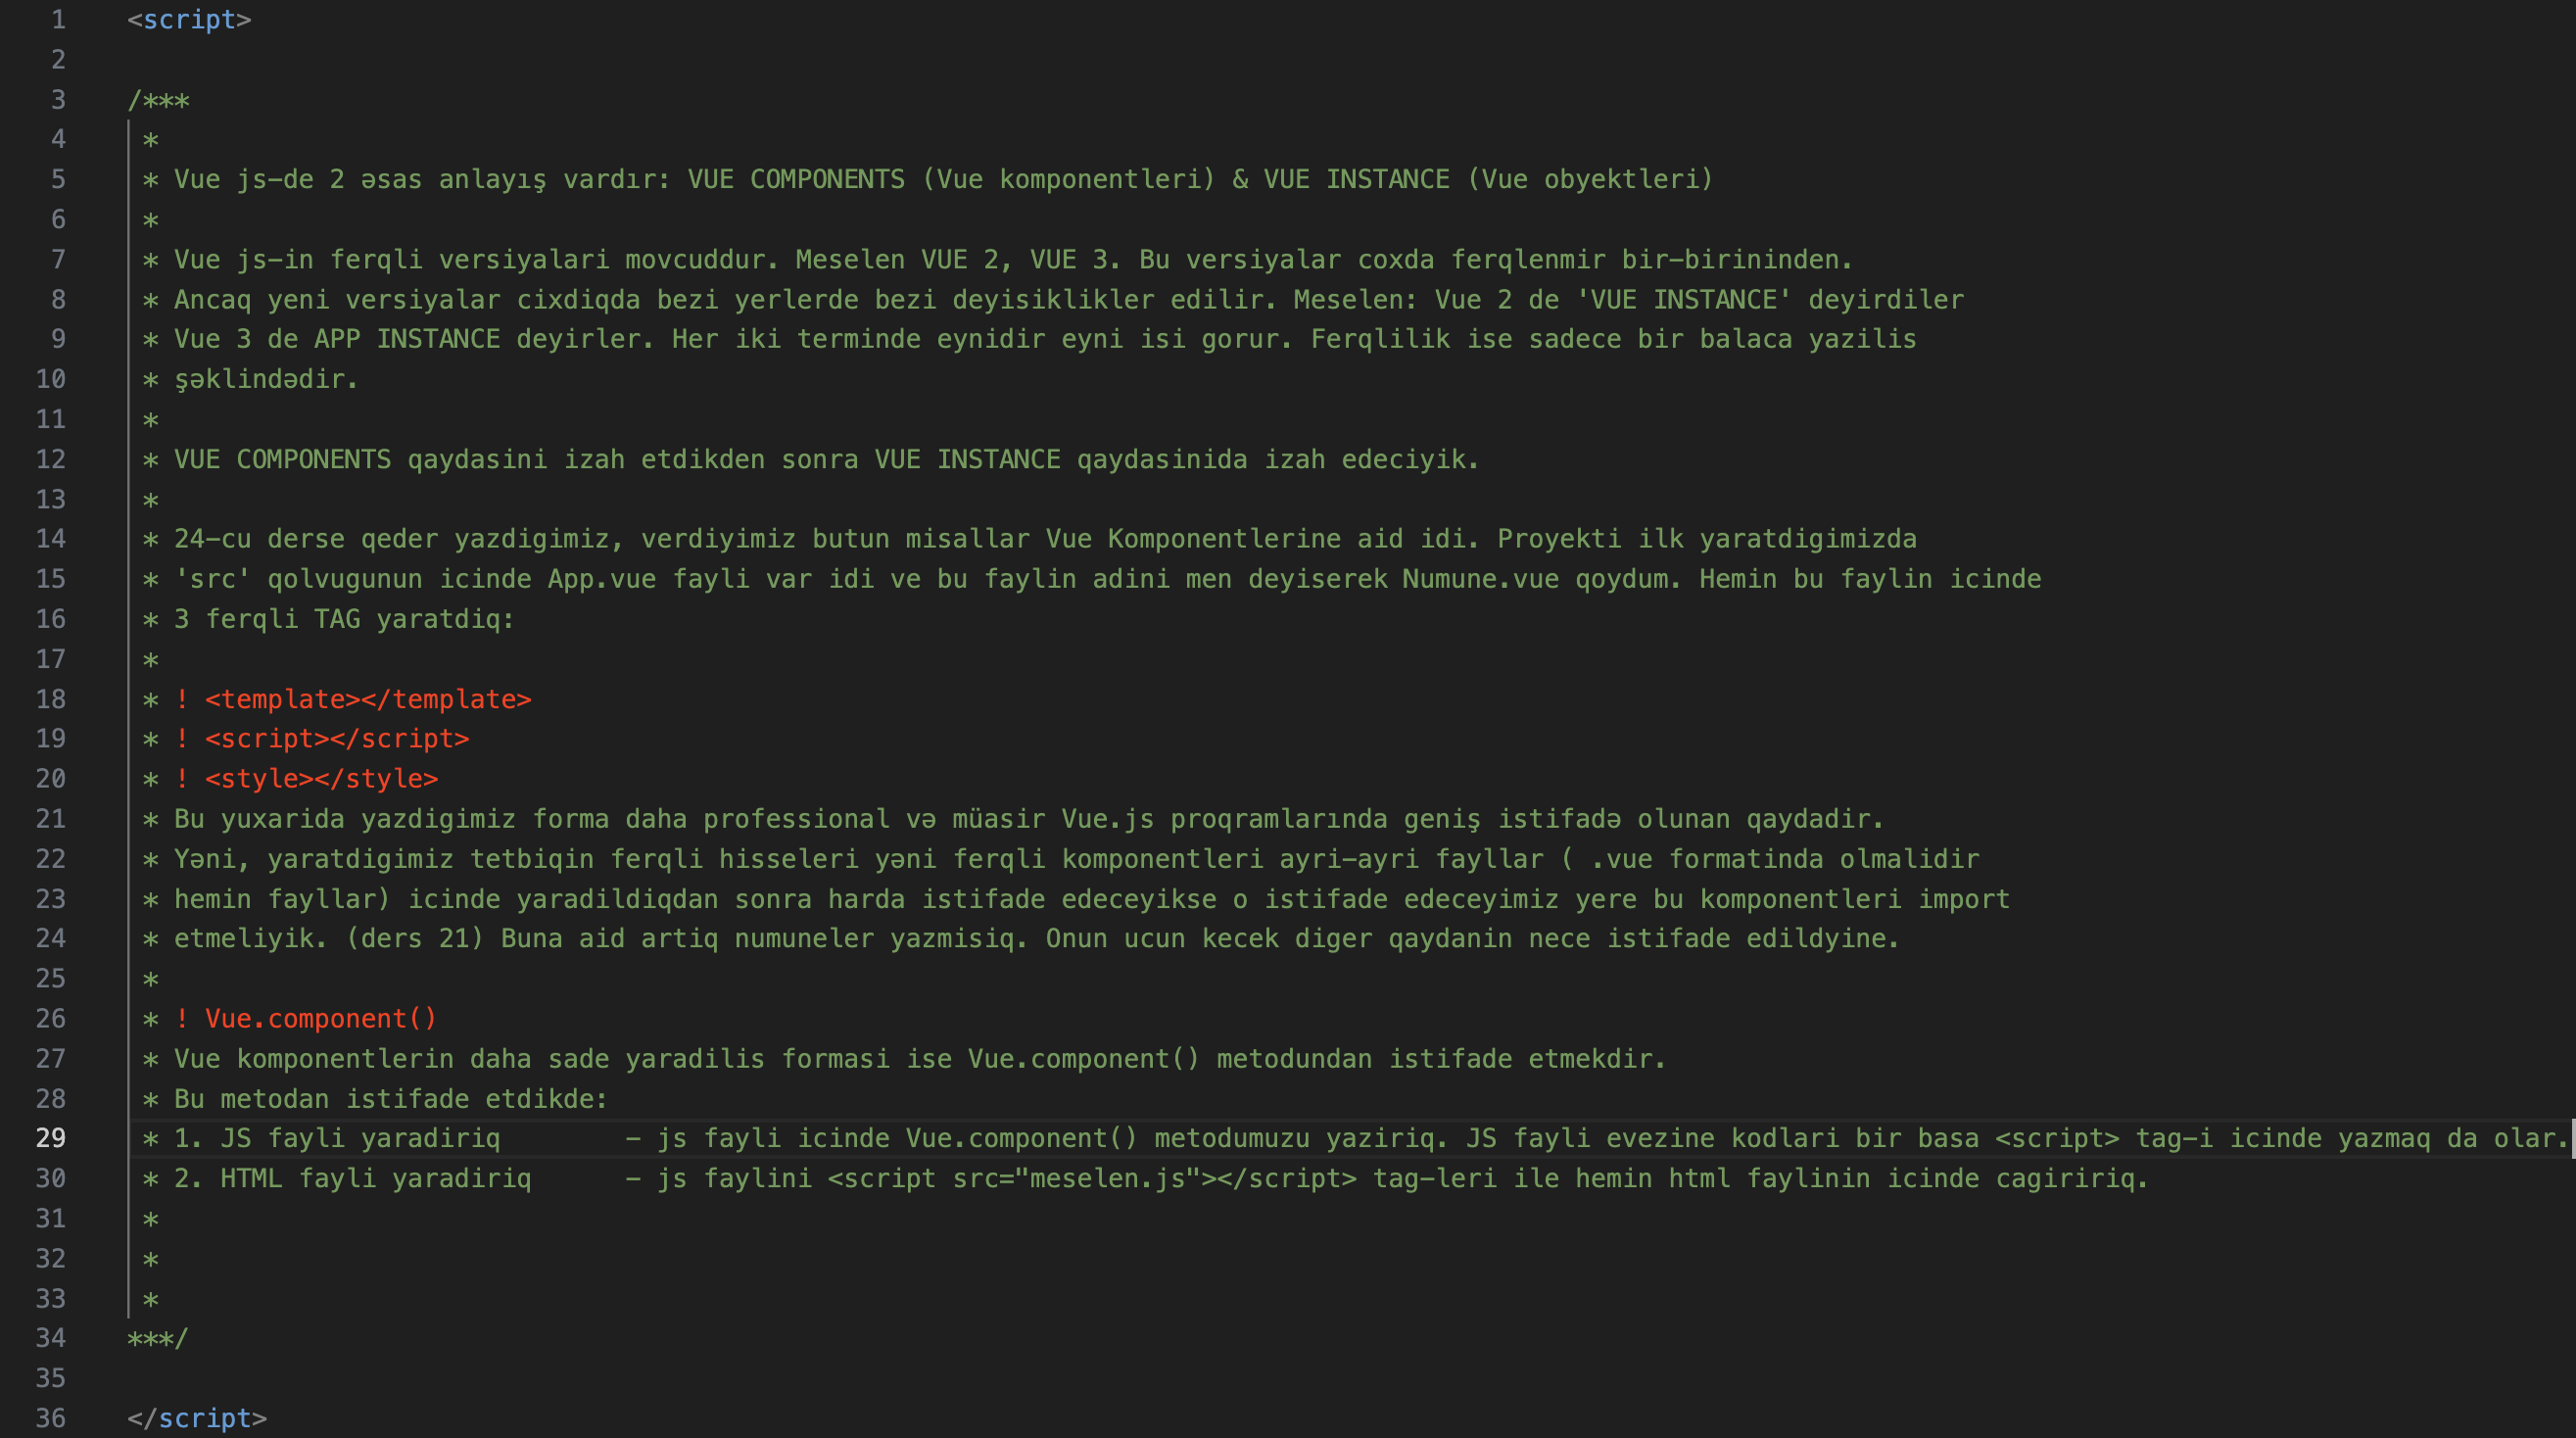 1 <script>
2
3 /***
4 *
5 * Vue js-de 2 əsas anlayış vardır: VUE COMPONENTS (Vue komponentleri) & VUE INSTANCE (Vue obyektleri)
6 *
7 * Vue js-in ferqli versiyalari movcuddur. Meselen VUE 2, VUE 3. Bu versiyalar coxda ferqlenmir bir-birininden.
8 * Ancaq yeni versiyalar cixdiqda bezi yerlerde bezi deyisiklikler edilir. Meselen: Vue 2 de 'VUE INSTANCE' deyirdiler
9 * Vue 3 de APP INSTANCE deyirler. Her iki terminde eynidir eyni isi gorur. Ferqlilik ise sadece bir balaca yazilis
10 * şəklindədir.
11 *
12 * VUE COMPONENTS qaydasini izah etdikden sonra VUE INSTANCE qaydasinida izah edeciyik.
13 *
14 * 24-cu derse qeder yazdigimiz, verdiyimiz butun misallar Vue Komponentlerine aid idi. Proyekti ilk yaratdigimizda
15 * 'src' qolvugunun icinde App.vue fayli var idi ve bu faylin adini men deyiserek Numune.vue qoydum. Hemin bu faylin icinde
16 * 3 ferqli TAG yaratdiq:
17 *
18 * ! <template></template>
19 * ! <script></script>
20 * ! <style></style>
21 * Bu yuxarida yazdigimiz forma daha professional və müasir Vue.js proqramlarında geniş istifadə olunan qaydadir.
22 * Yəni, yaratdigimiz tetbiqin ferqli hisseleri yəni ferqli komponentleri ayri-ayri fayllar ( .vue formatinda olmalidir
23 * hemin fayllar) icinde yaradildiqdan sonra harda istifade edeceyikse o istifade edeceyimiz yere bu komponentleri import
24 * etmeliyik. (ders 21) Buna aid artiq numuneler yazmisiq. Onun ucun kecek diger qaydanin nece istifade edildyine.
25 *
26 * ! Vue.component()
27 * Vue komponentlerin daha sade yaradilis formasi ise Vue.component() metodundan istifade etmekdir.
28 * Bu metodan istifade etdikde:
29 * 1. JS fayli yaradiriq - js fayli icinde Vue.component() metodumuzu yaziriq. JS fayli evezine kodlari bir basa <script> tag-i icinde yazmaq da olar.
30 * 2. HTML fayli yaradiriq - js faylini <script src="meselen.js"></script> tag-leri ile hemin html faylinin icinde cagiririq.
31 *
32 *
33 *
34 ***/
35
36 </script>